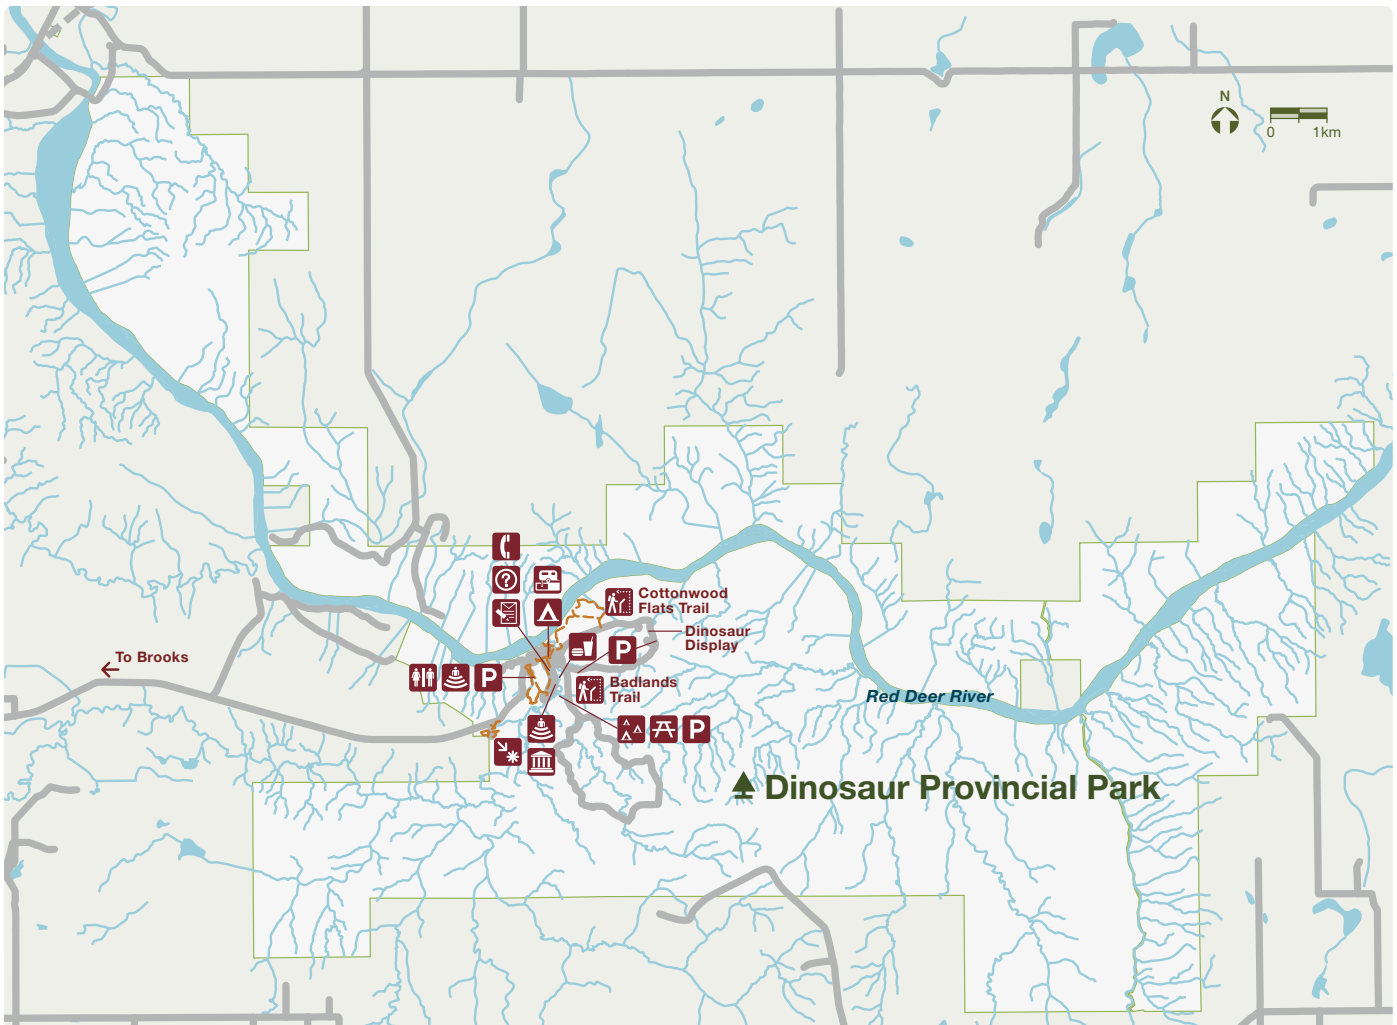 N
0 1km
Cottonwood
Flats Trail
Dinosaur
Display
P
To Brooks
P
Badlands
Trail
Red Deer River
P
Dinosaur Provincial Park